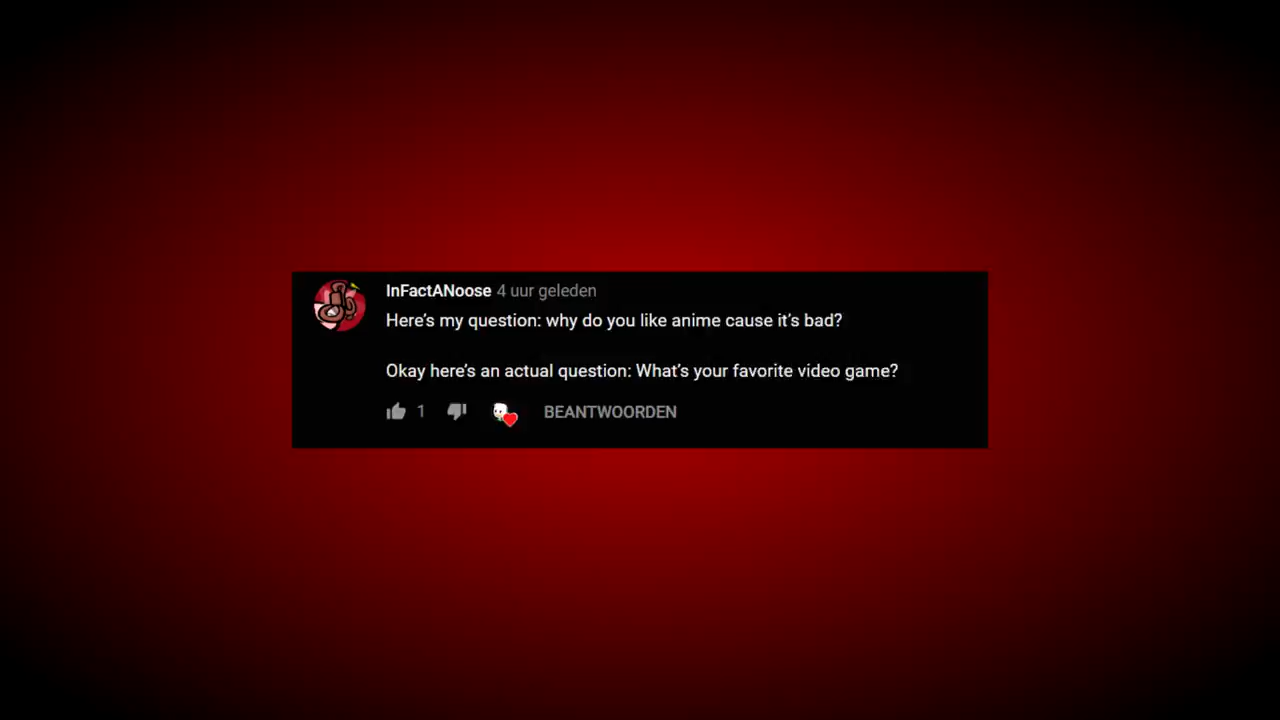 InFactANoose 4 uur geleden
Here's my question: why do you like anime cause it's bad?
Okay here's an actual question: What's your favorite video game?
1 BEANTWOORDEN